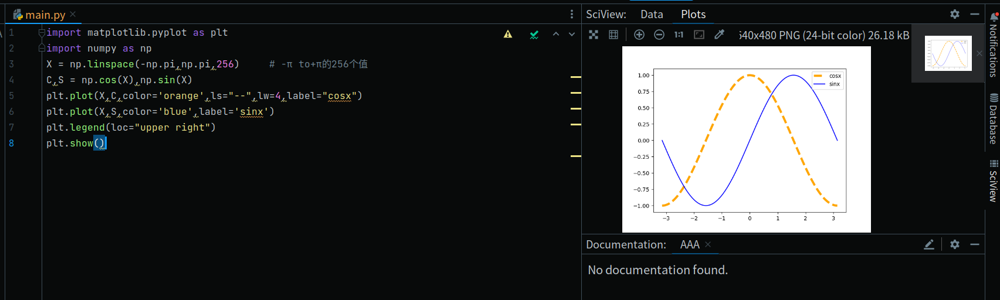 main.py
1 import matplotlib.pyplot as plt
2 import numpy as np
3 X = np.linspace(-np.pi,np.pi,256) # -π to+π的256个值
4 C,S = np.cos(X),np.sin(X)
5 plt.plot(X,C,color='orange',ls="--",lw=4,label="cosx")
6 plt.plot(X,S,color='blue',label='sinx')
7 plt.legend(loc="upper right")
8 plt.show()
SciView: Data Plots
1:1 640x480 PNG (24-bit color) 26.18 kB
cosx
sinx
1.00
0.75
0.50
0.25
0.00
−0.25
−0.50
−0.75
−1.00
−3 −2 −1 0 1 2 3
Documentation: AAA
No documentation found.
Notifications
Database
SciView